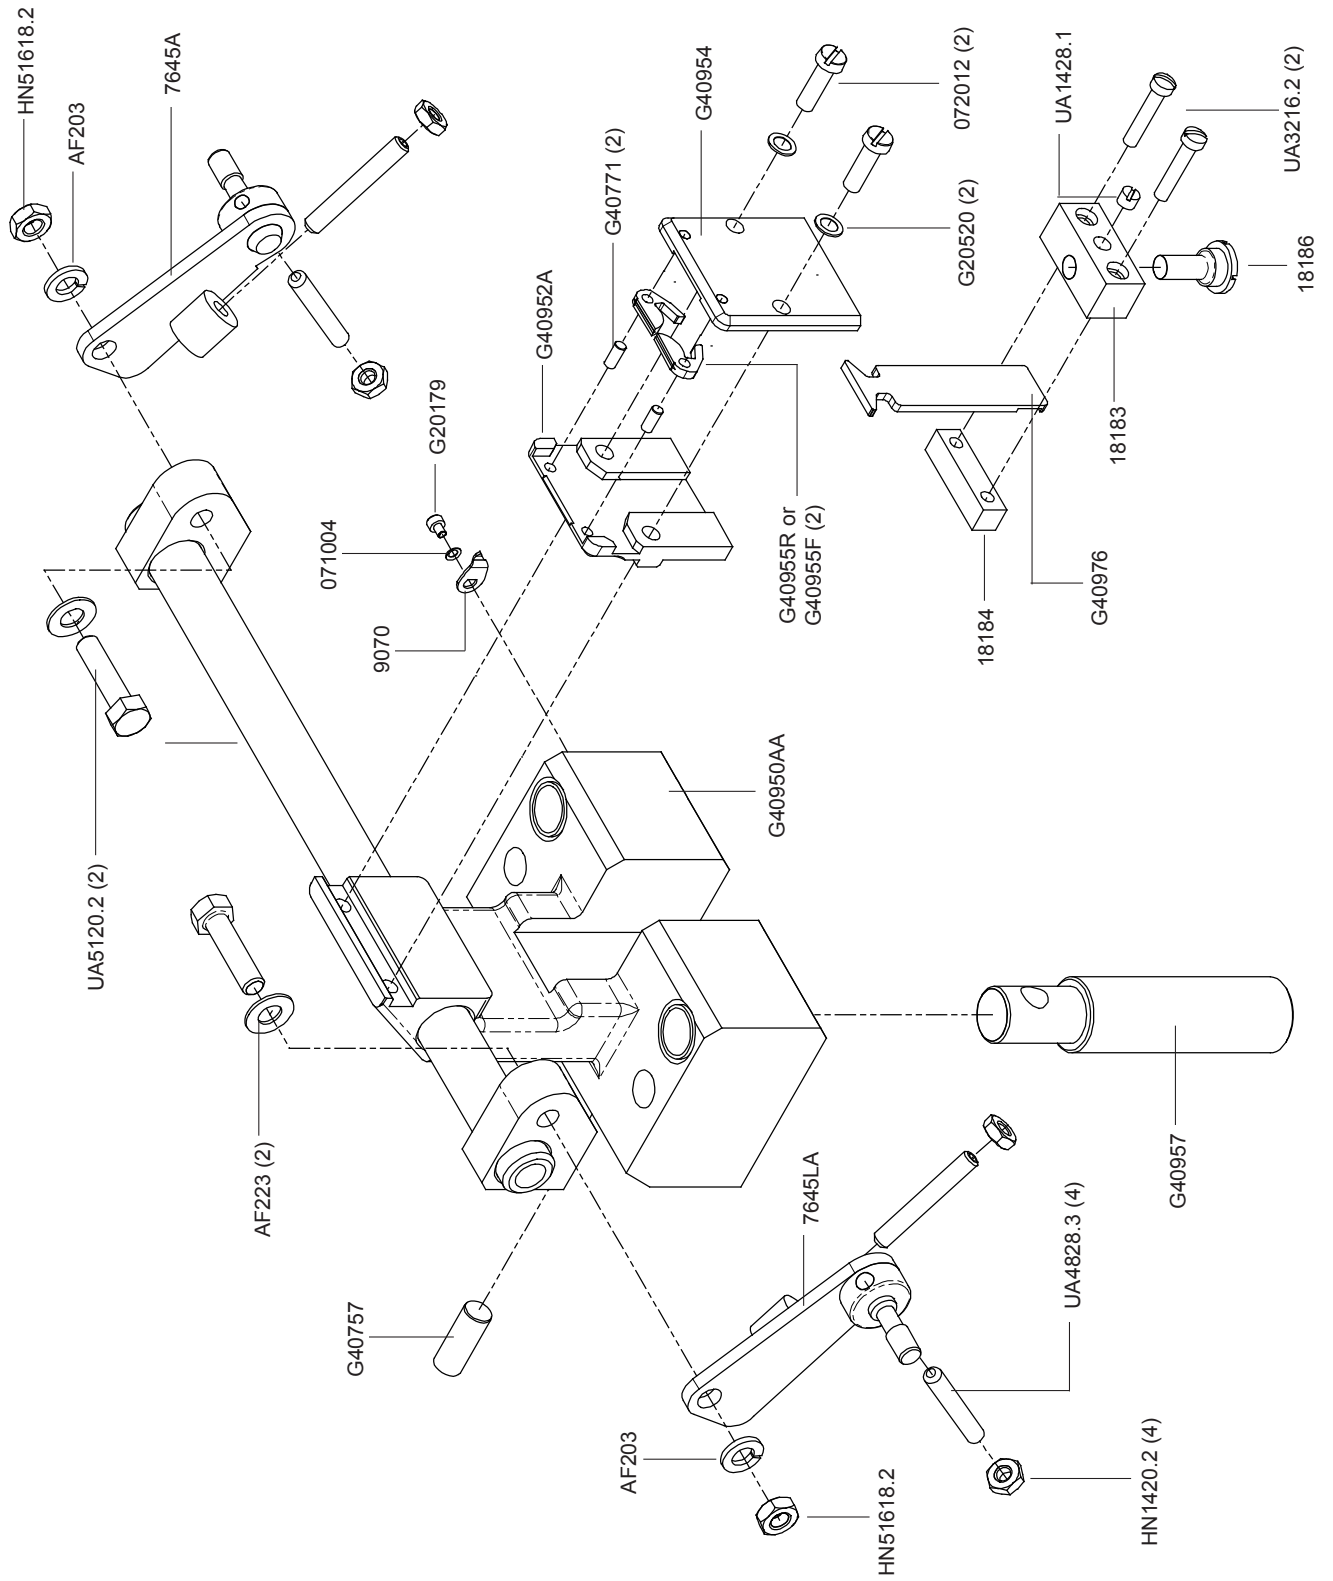 HN51618.2
AF203
7645A
G40954
072012 (2)
UA1428.1
UA3216.2 (2)
G40771 (2)
G20520 (2)
18186
G40952A
G20179
071004
9070
G40955R or
G40955F (2)
18183
18184
G40976
UA5120.2 (2)
G40950AA
AF223 (2)
G40757
7645LA
G40957
UA4828.3 (4)
AF203
HN51618.2
HN1420.2 (4)